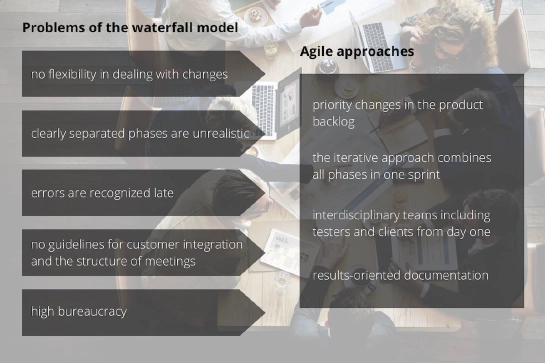 Problems of the waterfall model
no flexibility in dealing with changes
clearly separated phases are unrealistic
errors are recognized late
no guidelines for customer integration
and the structure of meetings
high bureaucracy
Agile approaches
priority changes in the product
backlog
the iterative approach combines
all phases in one sprint
interdisciplinary teams including
testers and clients from day one
results-oriented documentation